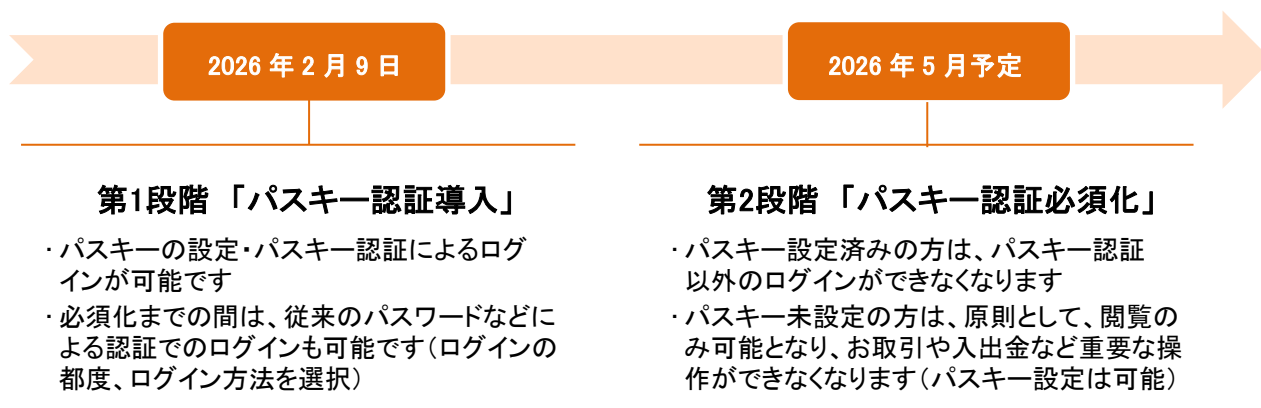 2026 年 2 月 9 日
2026 年 5 月予定
第1段階 「パスキー認証導入」
・パスキーの設定・パスキー認証によるログ
インが可能です
・必須化までの間は、従来のパスワードなどに
よる認証でのログインも可能です（ログインの
都度、ログイン方法を選択）
第2段階 「パスキー認証必須化」
・パスキー設定済みの方は、パスキー認証
以外のログインができなくなります
・パスキー未設定の方は、原則として、閲覧の
み可能となり、お取引や入出金など重要な操
作ができなくなります（パスキー設定は可能）